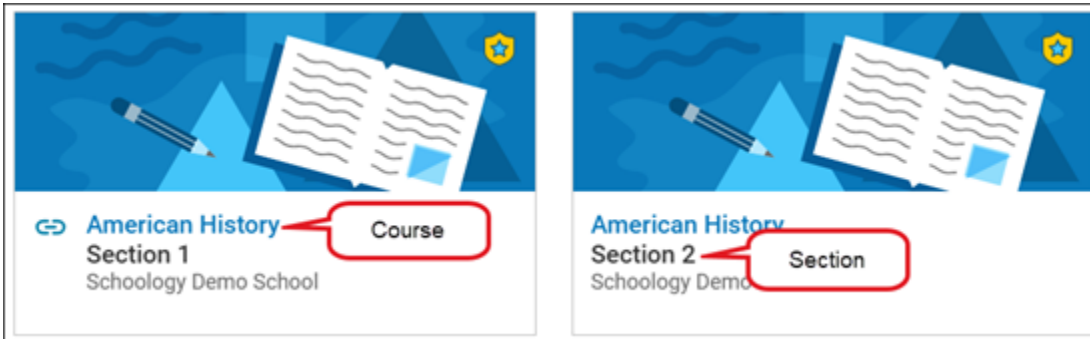 American History
Course
Section 1
Schoology Demo School
American History
Section 2
Section
Schoology Demo